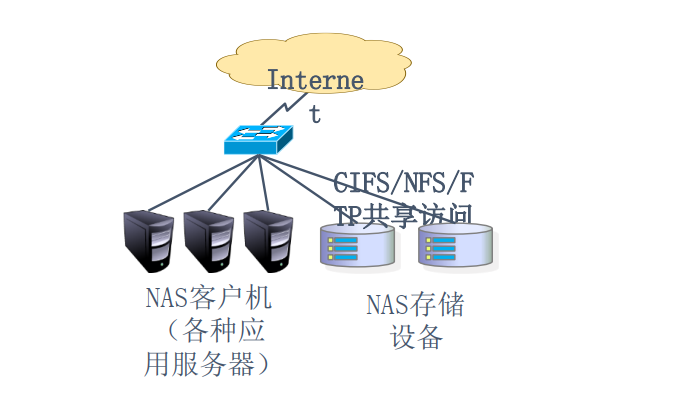 Interne
t
CIFS/NFS/F
TP共享访问
NAS客户机
（各种应
用服务器）
NAS存储
设备